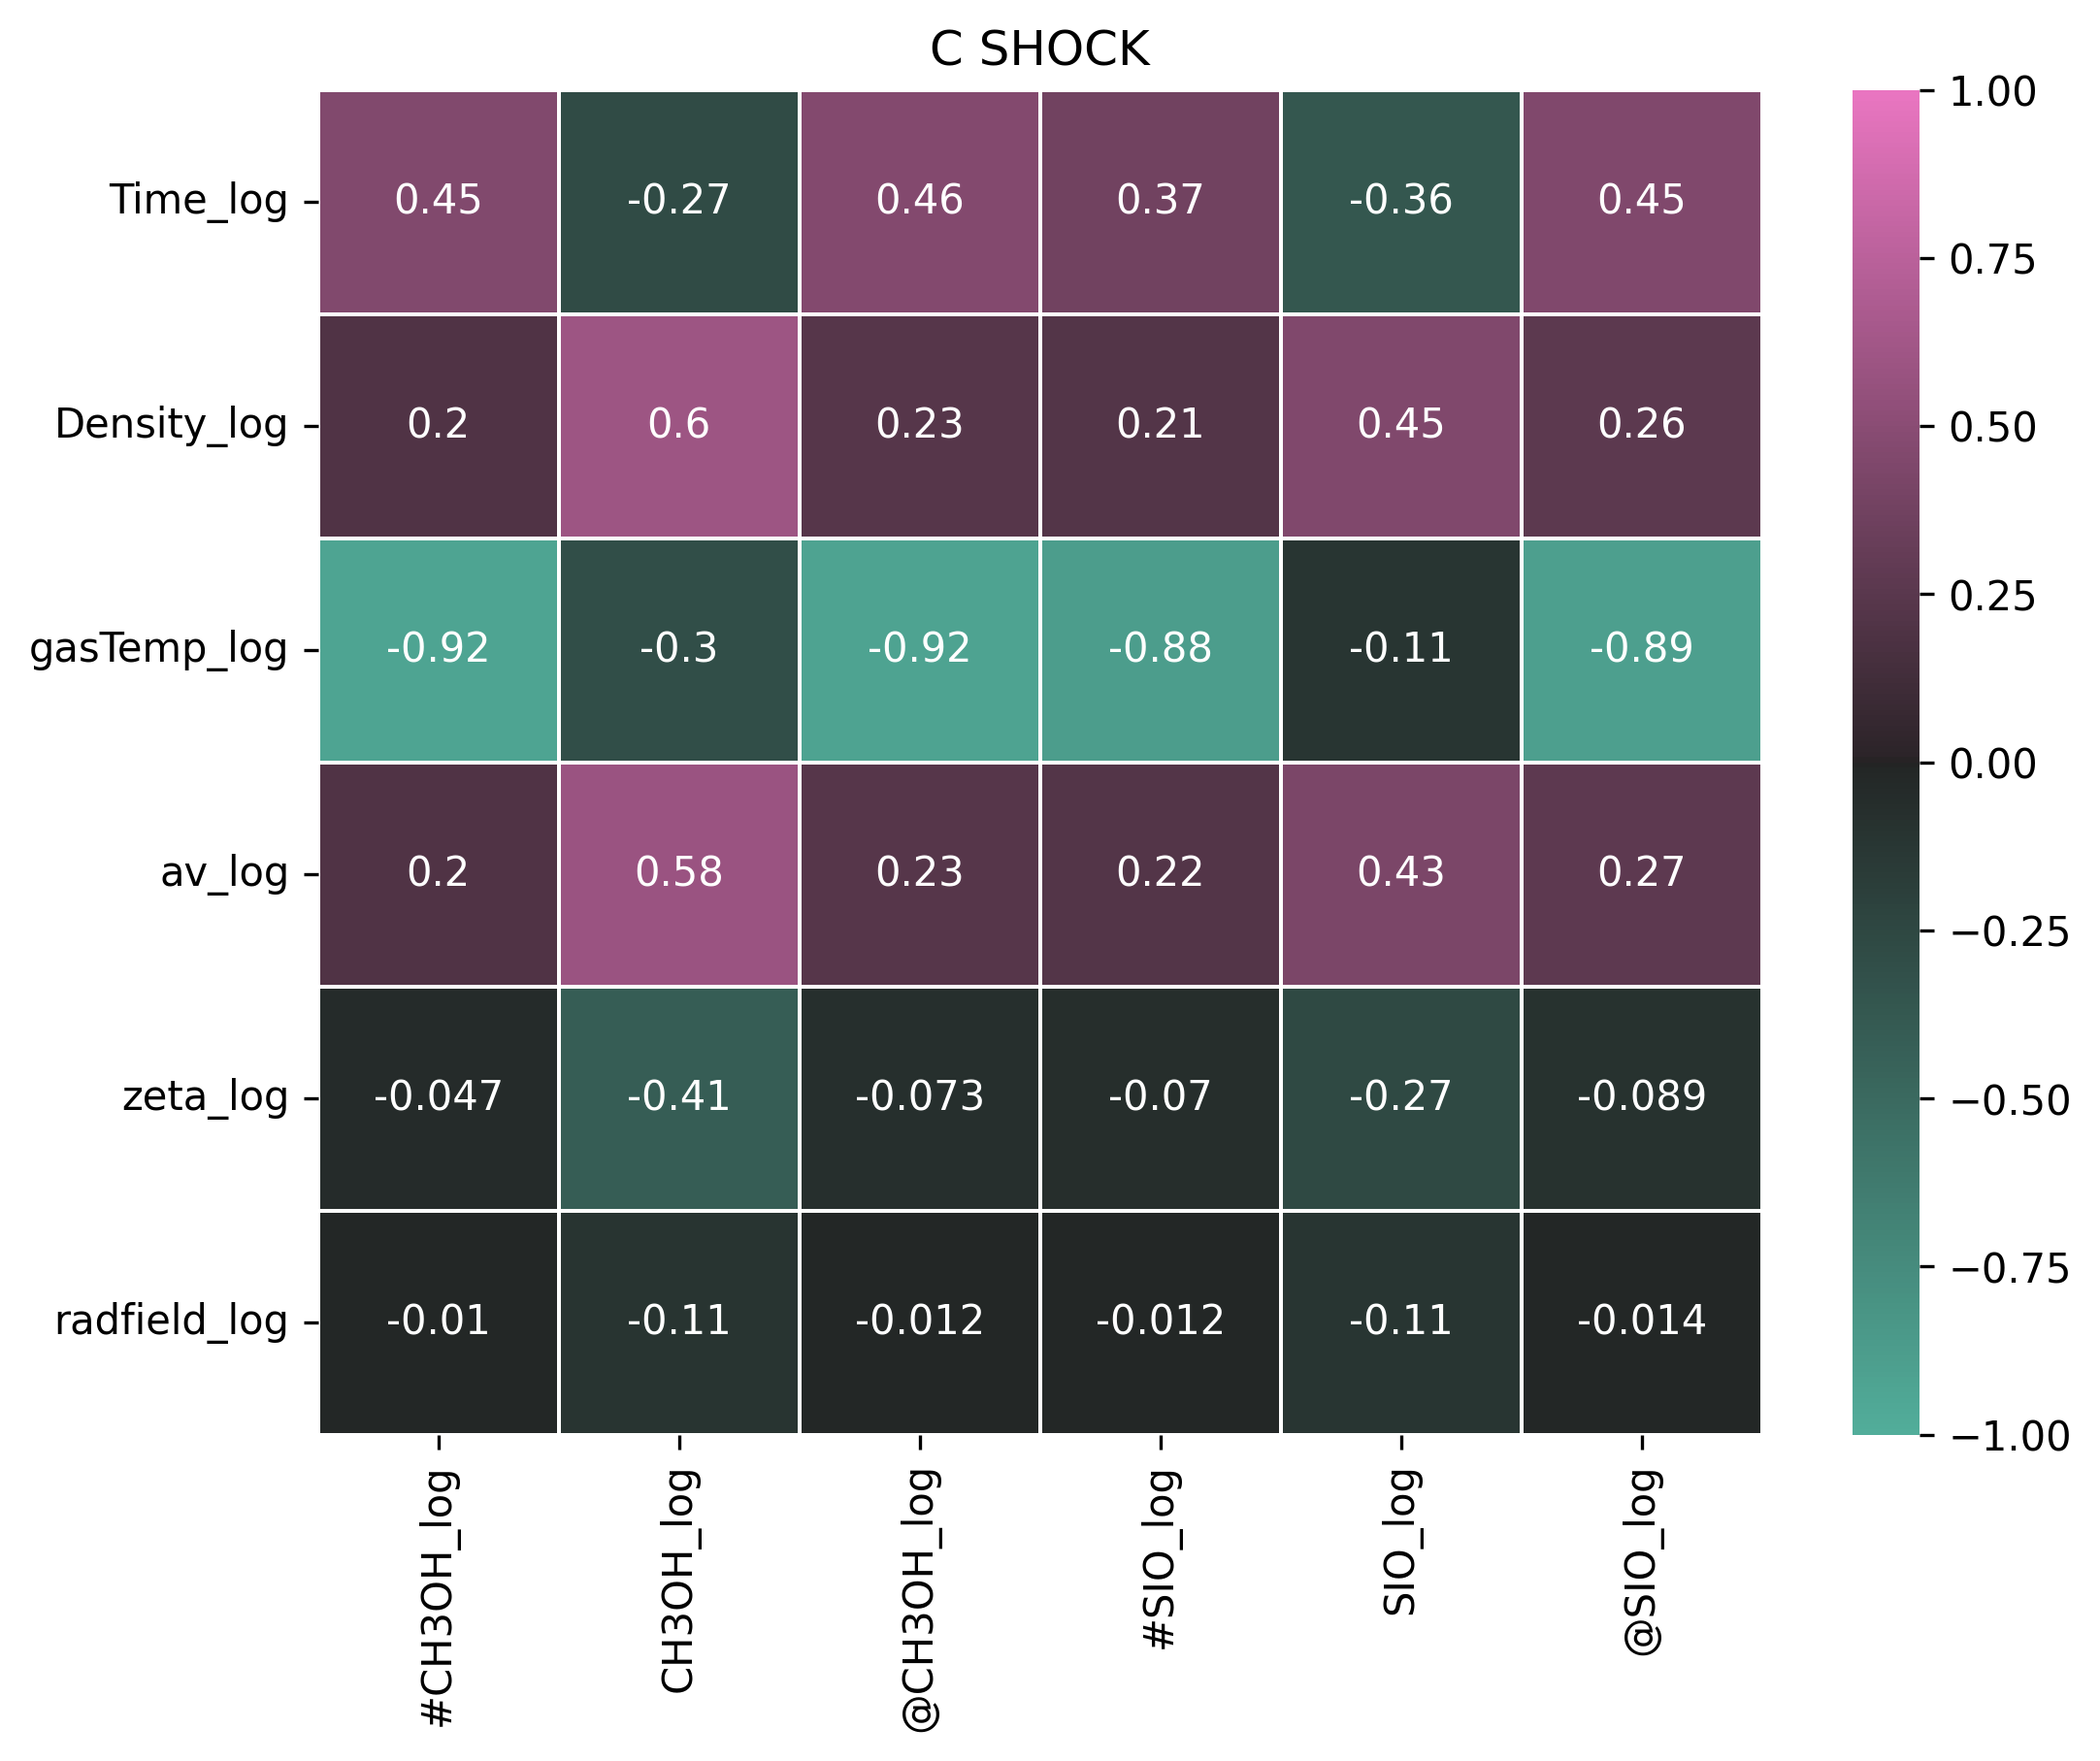 C SHOCK
Time_log 0.45 -0.27 0.46 0.37 -0.36 0.45
Density_log 0.2 0.6 0.23 0.21 0.45 0.26
gasTemp_log -0.92 -0.3 -0.92 -0.88 -0.11 -0.89
av_log 0.2 0.58 0.23 0.22 0.43 0.27
zeta_log -0.047 -0.41 -0.073 -0.07 -0.27 -0.089
radfield_log -0.01 -0.11 -0.012 -0.012 -0.11 -0.014
#CH3OH_log
CH3OH_log
@CH3OH_log
#SIO_log
SIO_log
@SIO_log
1.00
0.75
0.50
0.25
0.00
−0.25
−0.50
−0.75
−1.00